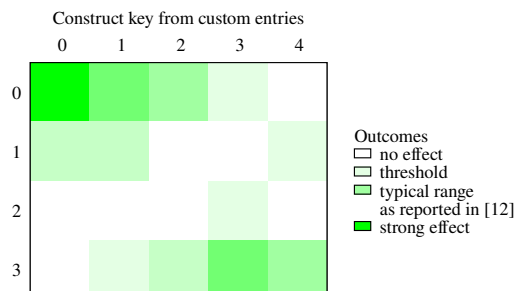 Construct key from custom entries
0 1 2 3 4
0
1
2
3
Outcomes
no effect
threshold
typical range
as reported in [12]
strong effect